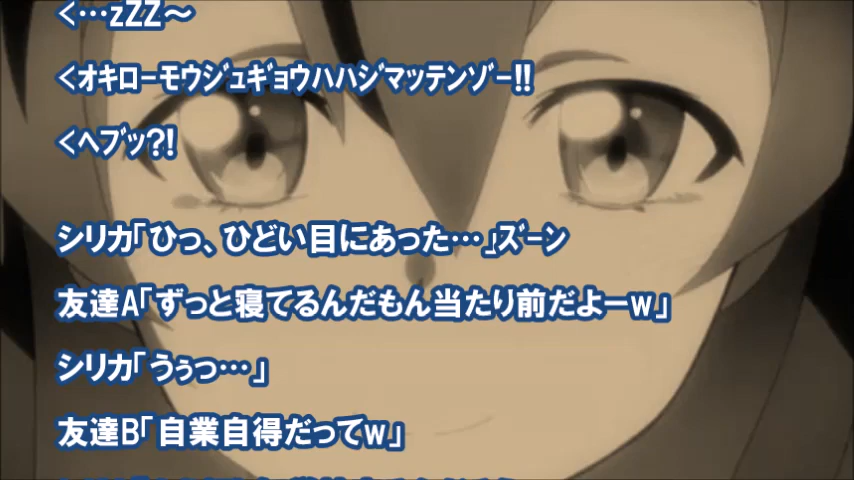 <…zZZ～
<ｵｷﾛｰﾓｳｼﾞｭｷﾞｮｳﾊﾊｼﾞﾏｯﾃﾝｿﾞｰ!!
<ﾍﾌﾞｯ?!
シリカ｢ひっ、ひどい目にあった…｣ｽﾞｰﾝ
友達A｢ずっと寝てるんだもん当たり前だよーw｣
シリカ｢うぅっ…｣
友達B｢自業自得だってw｣